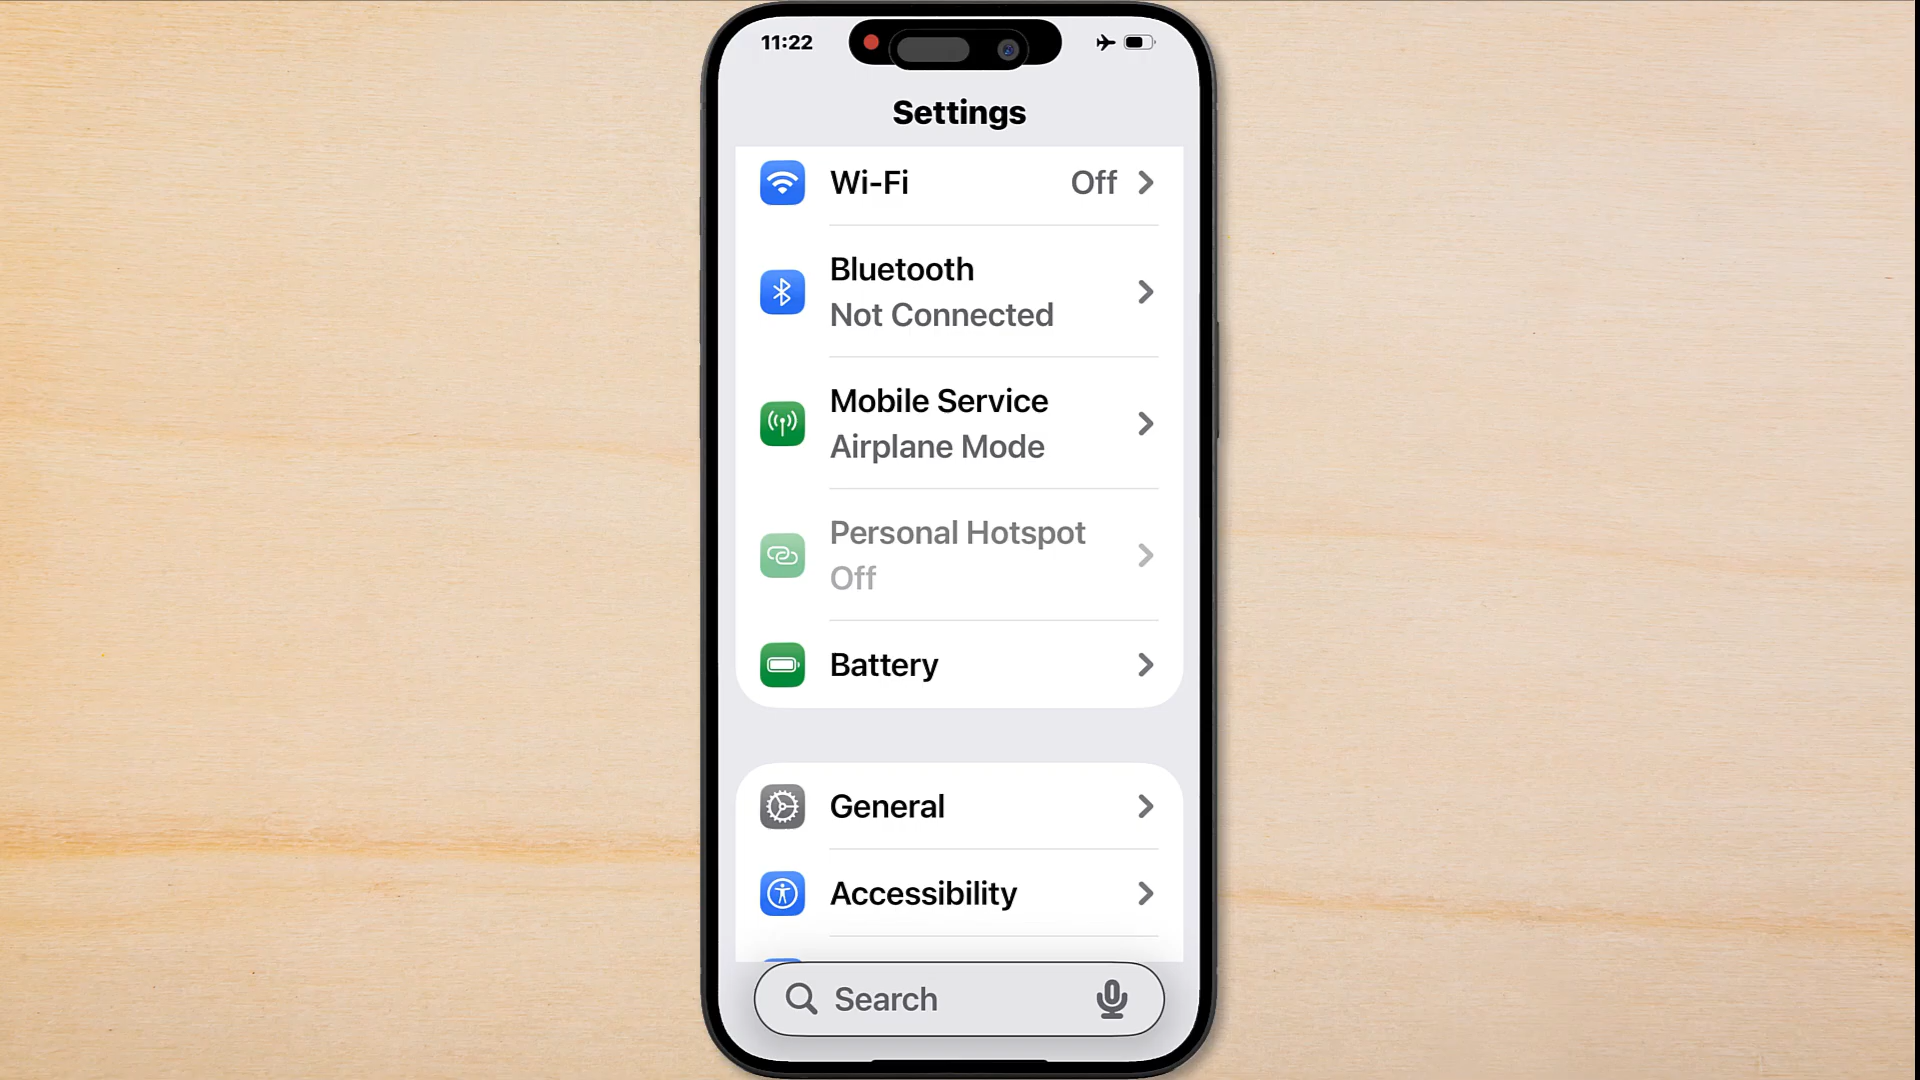 11:22
Settings
Wi-Fi Off
Bluetooth
Not Connected
Mobile Service
Airplane Mode
Personal Hotspot
Off
Battery
General
Accessibility
Search